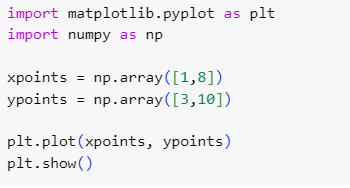 import matplotlib.pyplot as plt
import numpy as np
xpoints = np.array([1,8])
ypoints = np.array([3,10])
plt.plot(xpoints, ypoints)
plt.show()